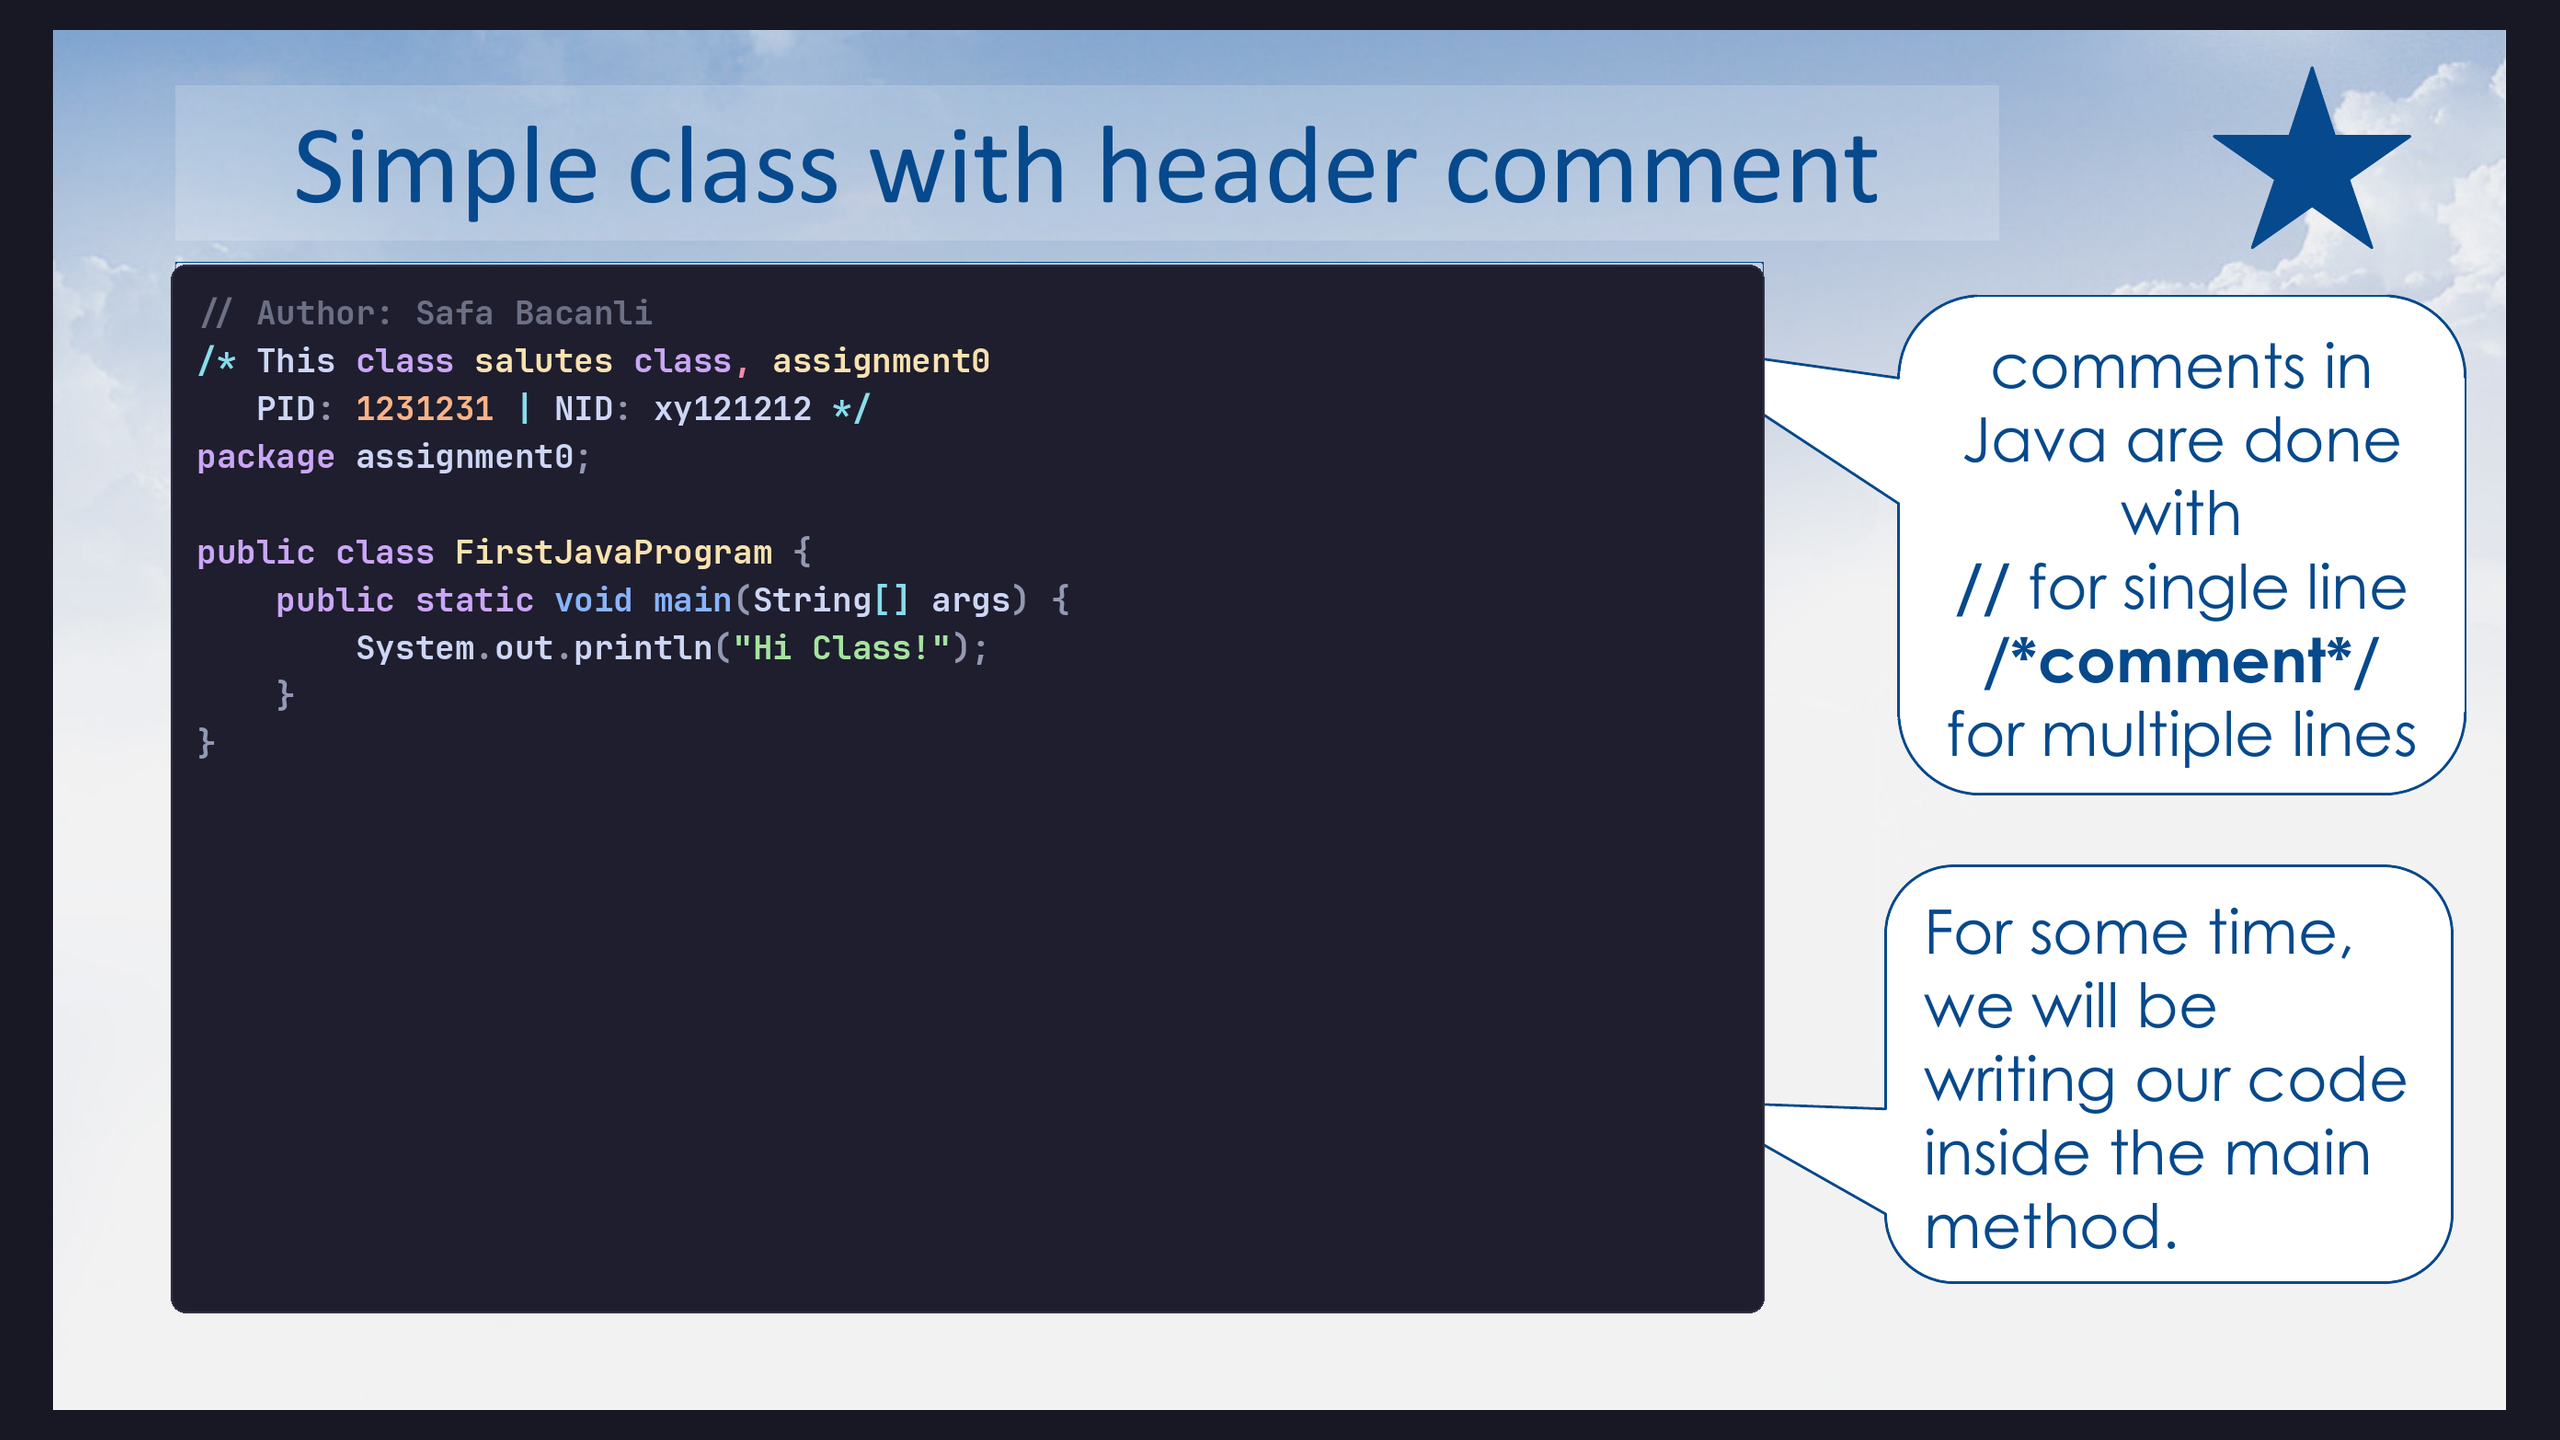 Simple class with header comment
// Author: Safa Bacanli
/* This class salutes class, assignment0
   PID: 1231231 | NID: xy121212 */
package assignment0;
public class FirstJavaProgram {
    public static void main(String[] args) {
        System.out.println("Hi Class!");
    }
}
comments in
Java are done
with
// for single line
/*comment*/
for multiple lines
For some time,
we will be
writing our code
inside the main
method.